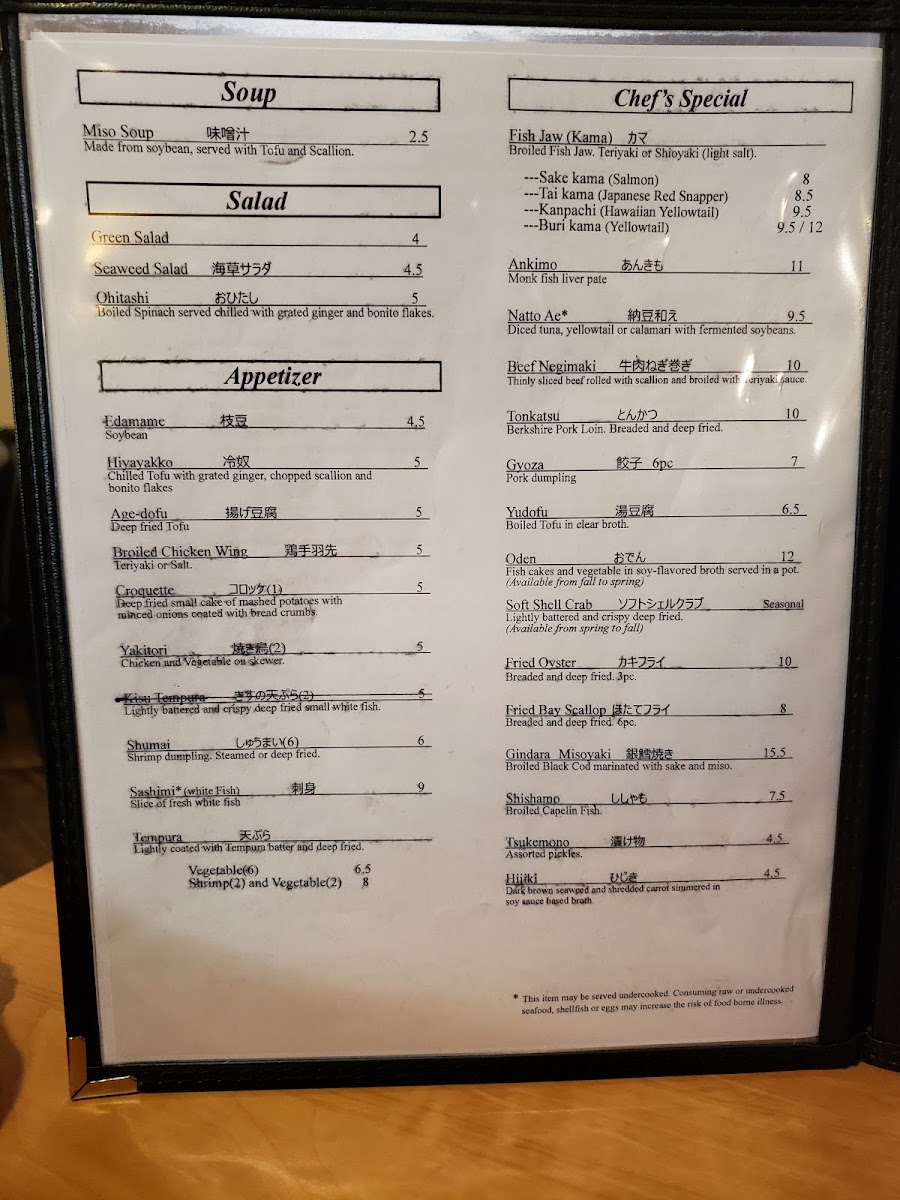 Soup
Miso Soup 味噌汁 2.5
Made from soybean, served with Tofu and Scallion.
Salad
Green Salad 4
Seaweed Salad 海草サラダ 4.5
Ohitashi おひたし 5
Boiled Spinach served chilled with grated ginger and bonito flakes.
Appetizer
Edamame 枝豆 4.5
Soybean
Hiyayakko 冷奴 5
Chilled Tofu with grated ginger, chopped scallion and
bonito flakes
Age-dofu 揚げ豆腐 5
Deep fried Tofu
Broiled Chicken Wing 鶏手羽先 5
Teriyaki or Salt.
Croquette コロッケ(1) 5
Deep fried small cake of mashed potatoes with
minced onions coated with bread crumbs.
Yakitori 焼き鳥(2) 5
Chicken and Vegetable on skewer.
Kisu Tempura きすの天ぷら(2) 5
Lightly battered and crispy deep fried small white fish.
Shumai しゅうまい(6) 6
Shrimp dumpling. Steamed or deep fried.
Sashimi* (white Fish) 刺身 9
Slice of fresh white fish
Tempura 天ぷら
Lightly coated with Tempura batter and deep fried.
Vegetable(6) 6.5
Shrimp(2) and Vegetable(2) 8
Chef's Special
Fish Jaw (Kama) カマ
Broiled Fish Jaw. Teriyaki or Shioyaki (light salt).
---Sake kama (Salmon) 8
---Tai kama (Japanese Red Snapper) 8.5
---Kanpachi (Hawaiian Yellowtail) 9.5
---Buri kama (Yellowtail) 9.5 / 12
Ankimo あんきも 11
Monk fish liver pate
Natto Ae* 納豆和え 9.5
Diced tuna, yellowtail or calamari with fermented soybeans.
Beef Negimaki 牛肉ねぎ巻ぎ 10
Thinly sliced beef rolled with scallion and broiled with teriyaki sauce.
Tonkatsu とんかつ 10
Berkshire Pork Loin. Breaded and deep fried.
Gyoza 餃子 6pc 7
Pork dumpling
Yudofu 湯豆腐 6.5
Boiled Tofu in clear broth.
Oden おでん 12
Fish cakes and vegetable in soy-flavored broth served in a pot.
(Available from fall to spring)
Soft Shell Crab ソフトシェルクラブ Seasonal
Lightly battered and crispy deep fried.
(Available from spring to fall)
Fried Oyster カキフライ 10
Breaded and deep fried. 3pc.
Fried Bay Scallop ほたてフライ 8
Breaded and deep fried. 6pc.
Gindara Misoyaki 銀鱈焼き 15.5
Broiled Black Cod marinated with sake and miso.
Shishamo ししゃも 7.5
Broiled Capelin Fish.
Tsukemono漬け物 4.5
Assorted pickles.
Hijiki ひじき 4.5
Dark brown seaweed and shredded carrot simmered in
soy sauce based broth
* This item may be served undercooked. Consuming raw or undercooked
seafood, shellfish or eggs may increase the risk of food borne illness.